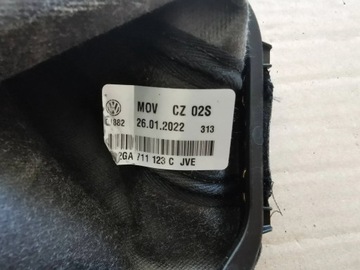 MOV CZ 02S
882 26.01.2022 313
2GA 711 123 C JVE